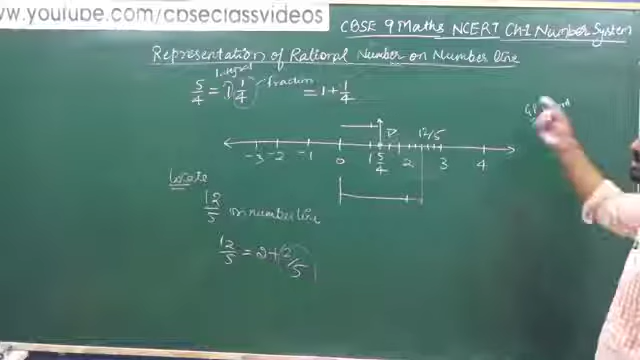 www.youtube.com/cbseclassvideos
CBSE 9 Maths NCERT Ch-1 Number System
Representation of Rational Number on Number line
Integral
5/4 = 1 1/4 fraction = 1 + 1/4
P 12/5
-3 -2 -1 0 1 5/4 2 3 4
Locate
12/5 on number line
12/5 = 2 + 2/5